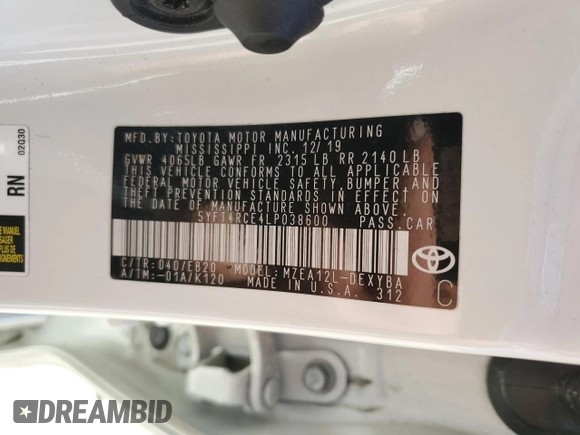 MFD.BY:TOYOTA MOTOR MANUFACTURING
MISSISSIPPI INC. 12/19
GVWR 4065LB GAWR FR 2315 LB RR 2140 LB
THIS VEHICLE CONFORMS TO ALL APPLICABLE
FEDERAL MOTOR VEHICLE SAFETY,BUMPER,AND
THEFT PREVENTION STANDARDS IN EFFECT ON
THE DATE OF MANUFACTURE SHOWN ABOVE.
5YFT4RCE4LP038600 PASS.CAR
C/TR:040/EB20 MODEL:MZEA12L-DEXYBA
A/TM:-01A/K120 MADE IN U.S.A. 312
C
RN 02030
DREAMBID